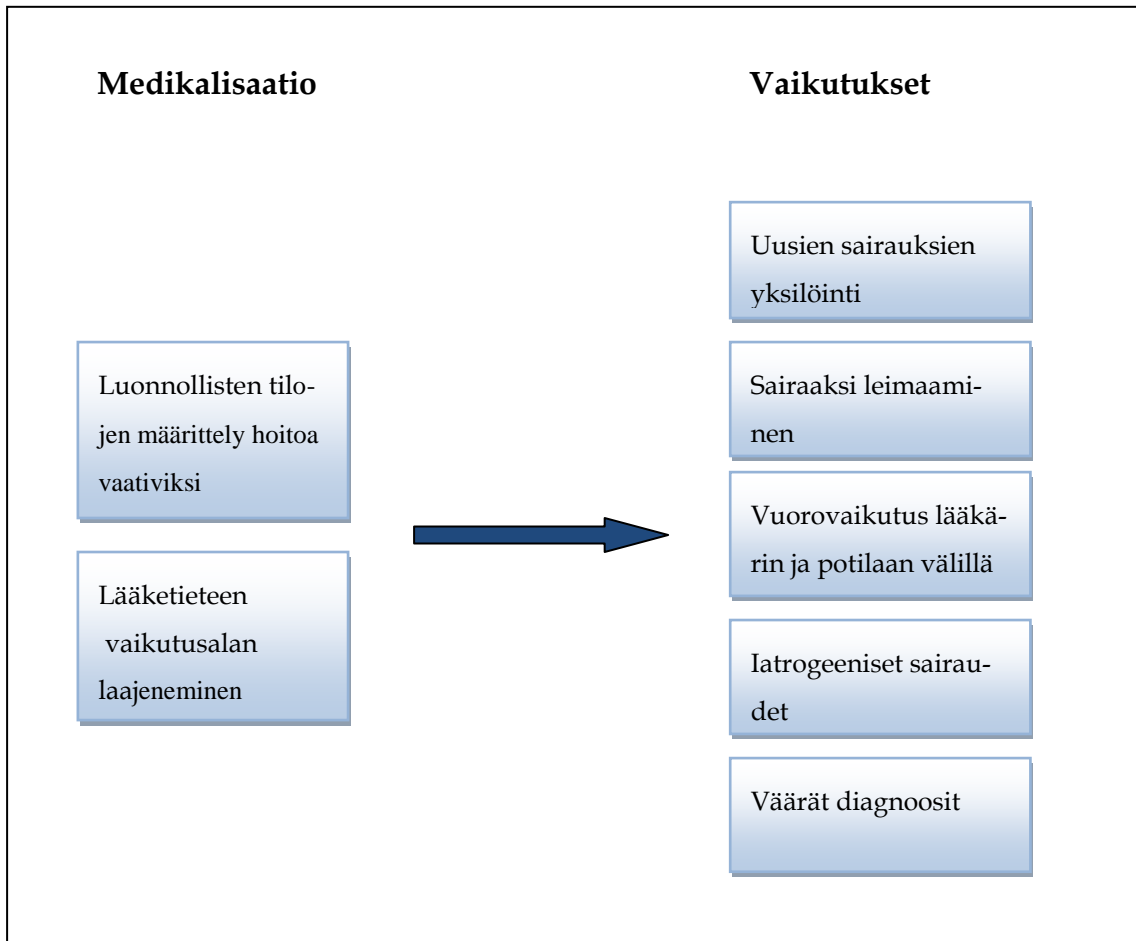 Medikalisaatio
Luonnollisten tilo-
jen määrittely hoitoa
vaativiksi
Lääketieteen
vaikutusalan
laajeneminen
Vaikutukset
Uusien sairauksien
yksilöinti
Sairaaksi leimaami-
nen
Vuorovaikutus lääkä-
rin ja potilaan välillä
Iatrogeeniset sairau-
det
Väärät diagnoosit